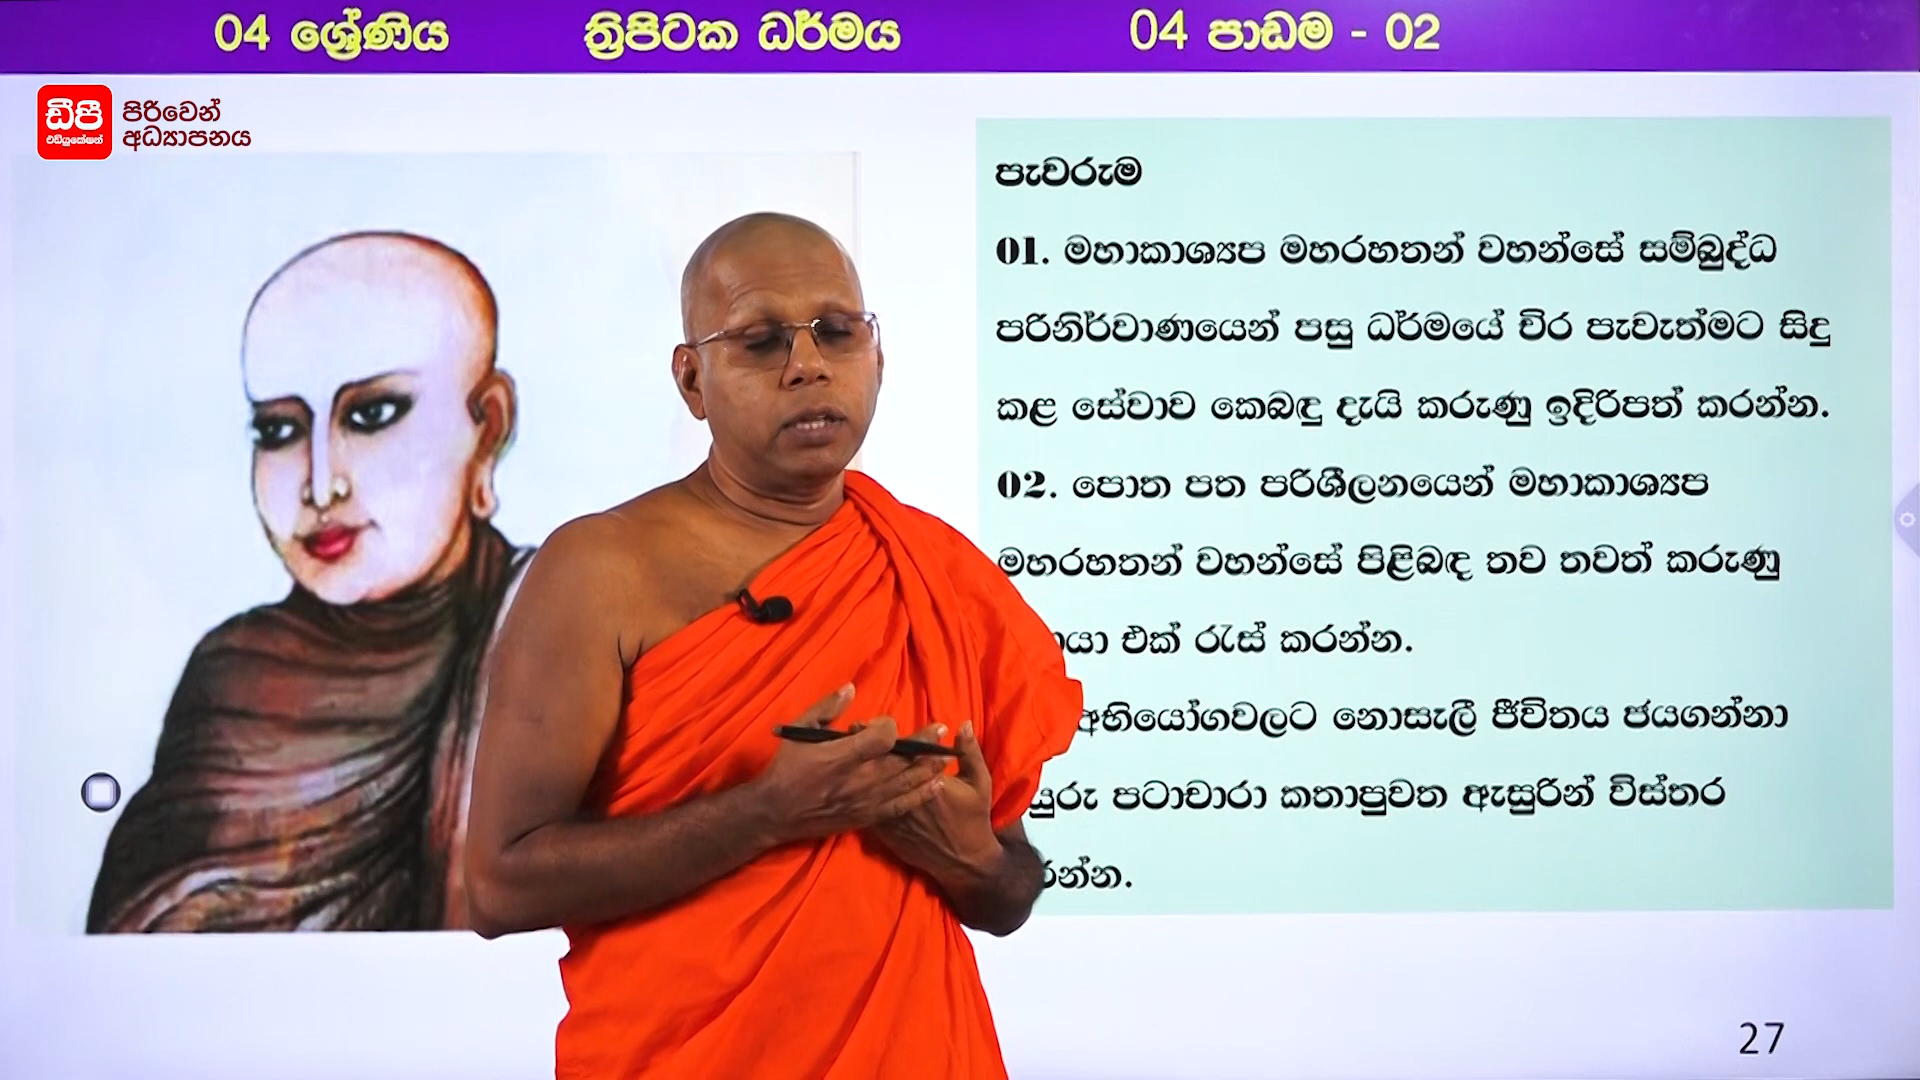 04 ශ්‍රේණිය ත්‍රිපිටක ධර්මය 04 පාඩම - 02
ඩීපී
එඩියුකේෂන්
පිරිවෙන්
අධ්‍යාපනය
පැවරුම
01. මහාකාශ්‍යප මහරහතන් වහන්සේ සම්බුද්ධ
පරිනිර්වාණයෙන් පසු ධර්මයේ චිර පැවැත්මට සිදු
කළ සේවාව කෙබඳු දැයි කරුණු ඉදිරිපත් කරන්න.
02. පොත පත පරිශීලනයෙන් මහාකාශ්‍යප
මහරහතන් වහන්සේ පිළිබඳ තව තවත් කරුණු
එක් රැස් කරන්න.
අභියෝගවලට නොසැලී ජීවිතය ජයගන්නා
පටාචාරා කතාපුවත ඇසුරින් විස්තර
27